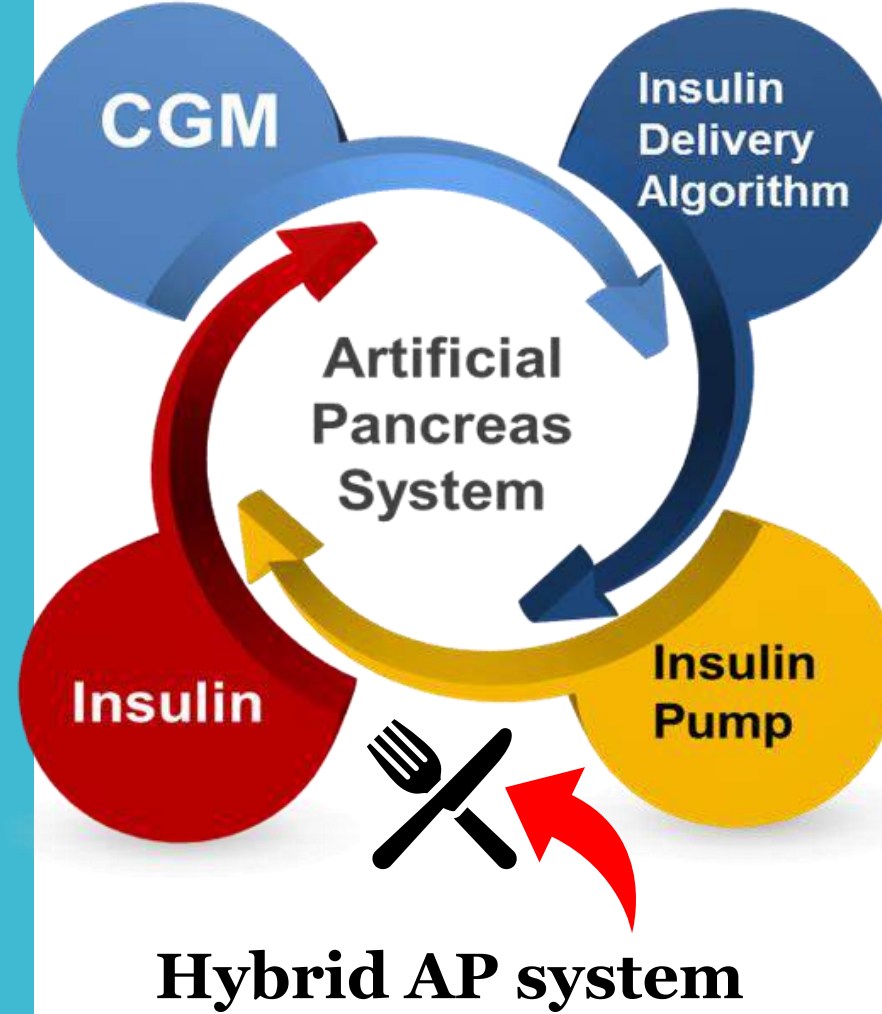 CGM
Insulin
Delivery
Algorithm
Artificial
Pancreas
System
Insulin
Insulin
Pump
Hybrid AP system